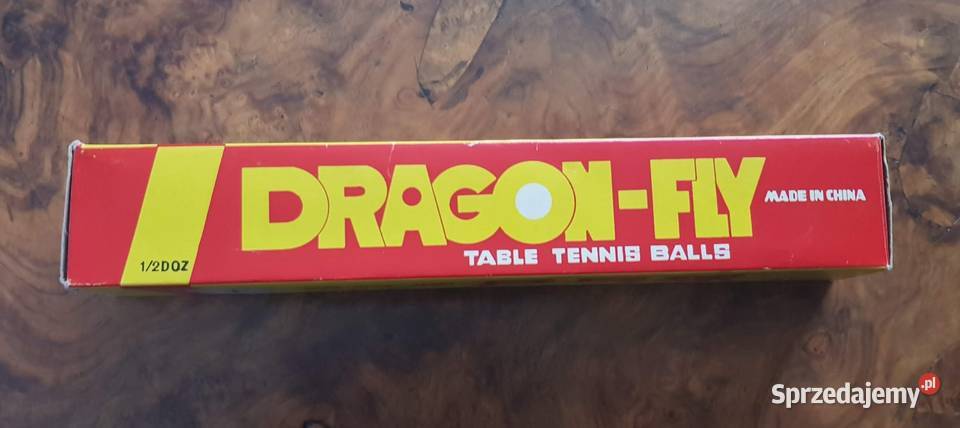 DRAGON-FLY
MADE IN CHINA
TABLE TENNIS BALLS
1/2DOZ
Sprzedajemy.pl